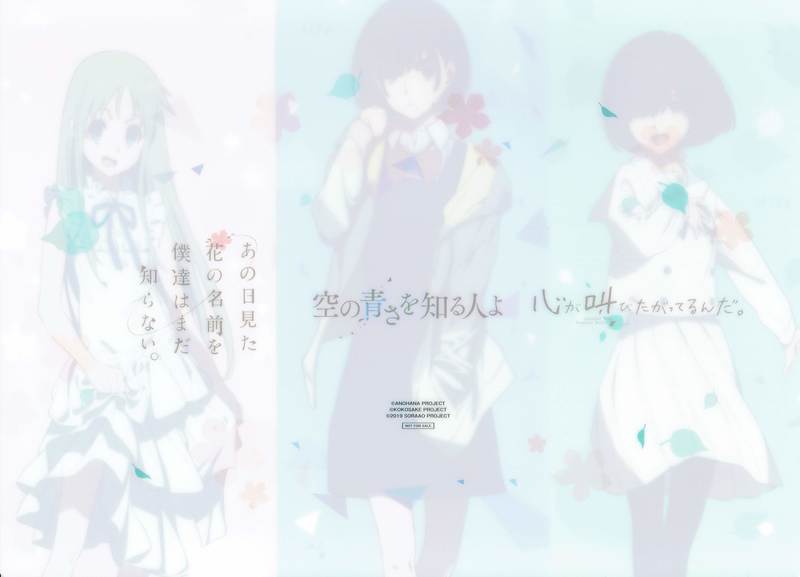 あの日見た
花の名前を
僕達はまだ
知らない。
空の青さを知る人よ
心が叫びたがってるんだ。
©ANOHANA PROJECT
©KOKOSAKE PROJECT
©2019 SORAAO PROJECT
NOT FOR SALE